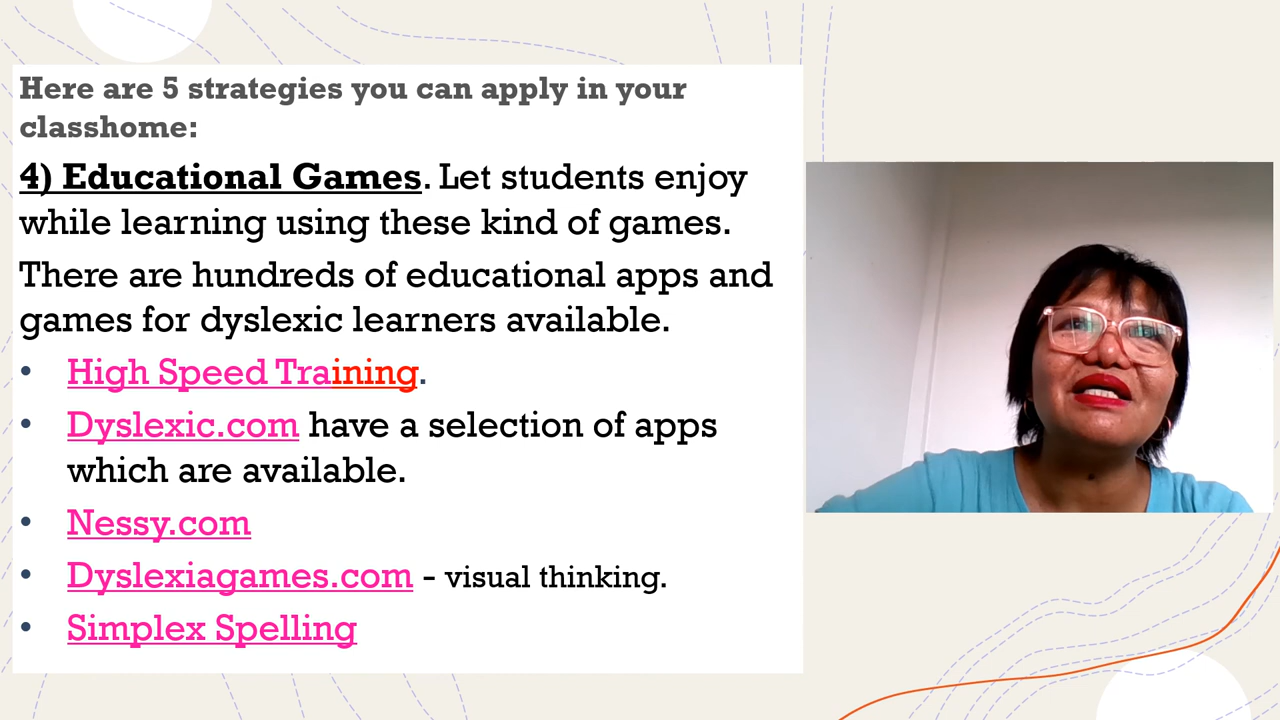 Here are 5 strategies you can apply in your
classhome:
4) Educational Games. Let students enjoy
while learning using these kind of games.
There are hundreds of educational apps and
games for dyslexic learners available.
• High Speed Training.
• Dyslexic.com have a selection of apps
which are available.
• Nessy.com
• Dyslexiagames.com - visual thinking.
• Simplex Spelling